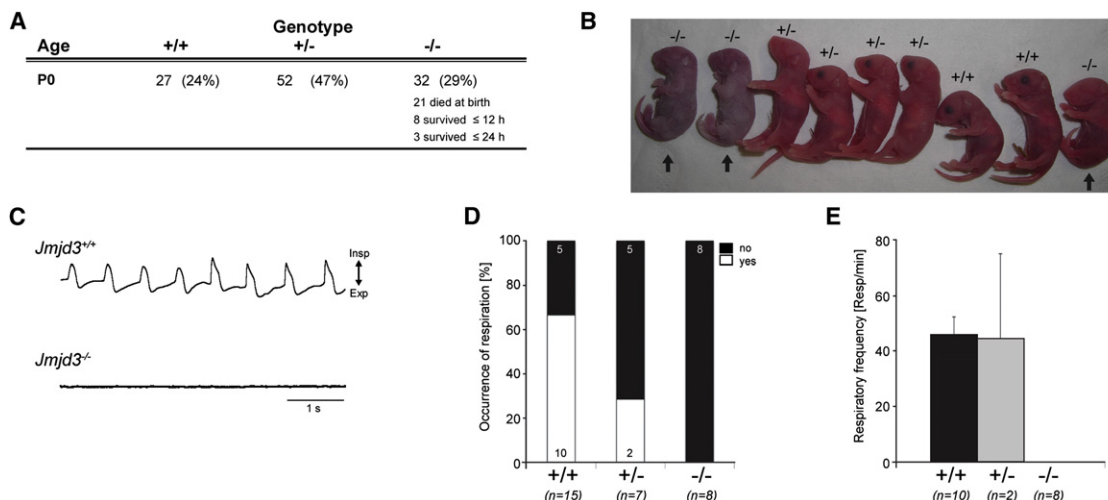 A
Genotype
Age +/+ +/- -/-
P0 27 (24%) 52 (47%) 32 (29%)
21 died at birth
8 survived ≤ 12 h
3 survived ≤ 24 h
B
-/- -/- +/- +/- +/- +/- +/+ +/+ -/-
C
Jmjd3+/+
Insp
Exp
Jmjd3-/-
1 s
D
Occurrence of respiration [%]
100
80
60
40
20
0
5 5 8
10 2
no
yes
+/+ +/- -/-
(n=15) (n=7) (n=8)
E
Respiratory frequency [Resp/min]
80
60
40
20
0
+/+ +/- -/-
(n=10) (n=2) (n=8)